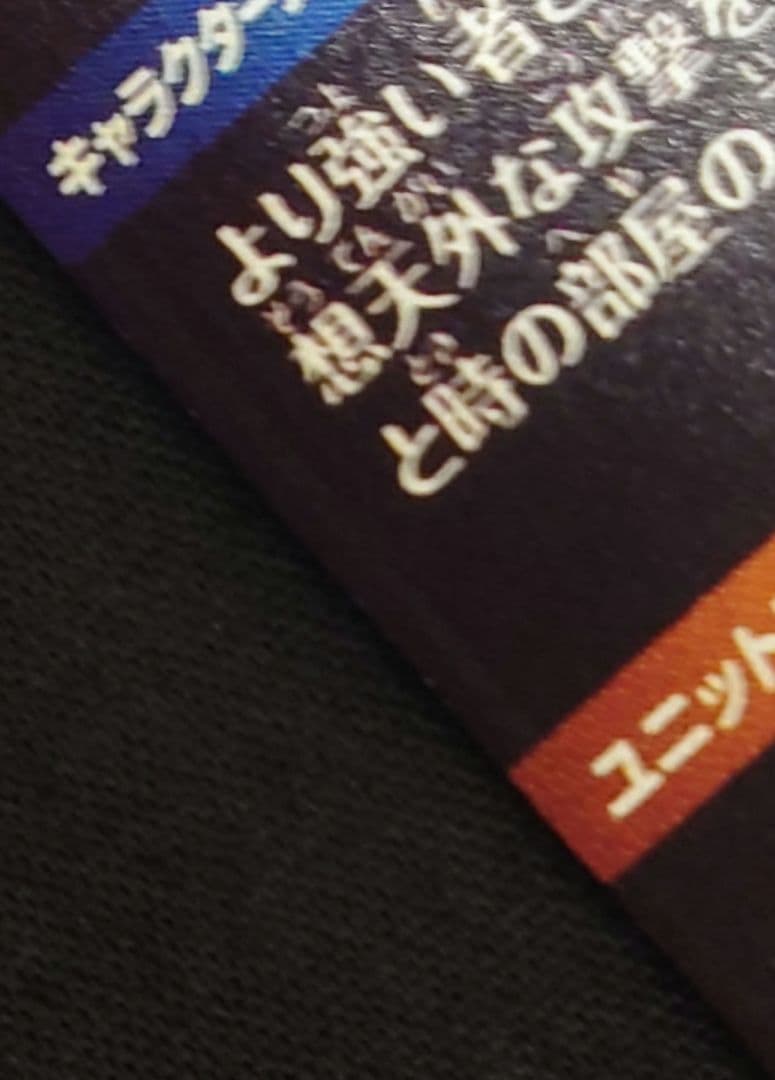 キャラクター
より強い者と
想天外な攻撃を
と時の部屋の
ユニット